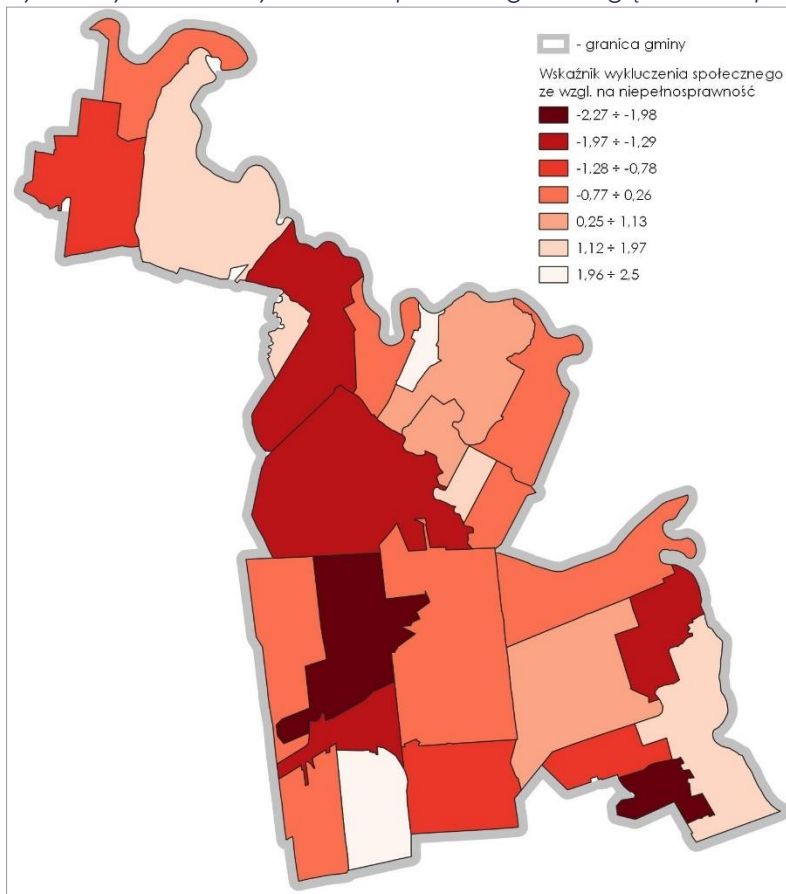 - granica gminy
Wskaźnik wykluczenia społecznego
ze wzgl. na niepełnosprawność
-2,27 ÷ -1,98
-1,97 ÷ -1,29
-1,28 ÷ -0,78
-0,77 ÷ 0,26
0,25 ÷ 1,13
1,12 ÷ 1,97
1,96 ÷ 2,5